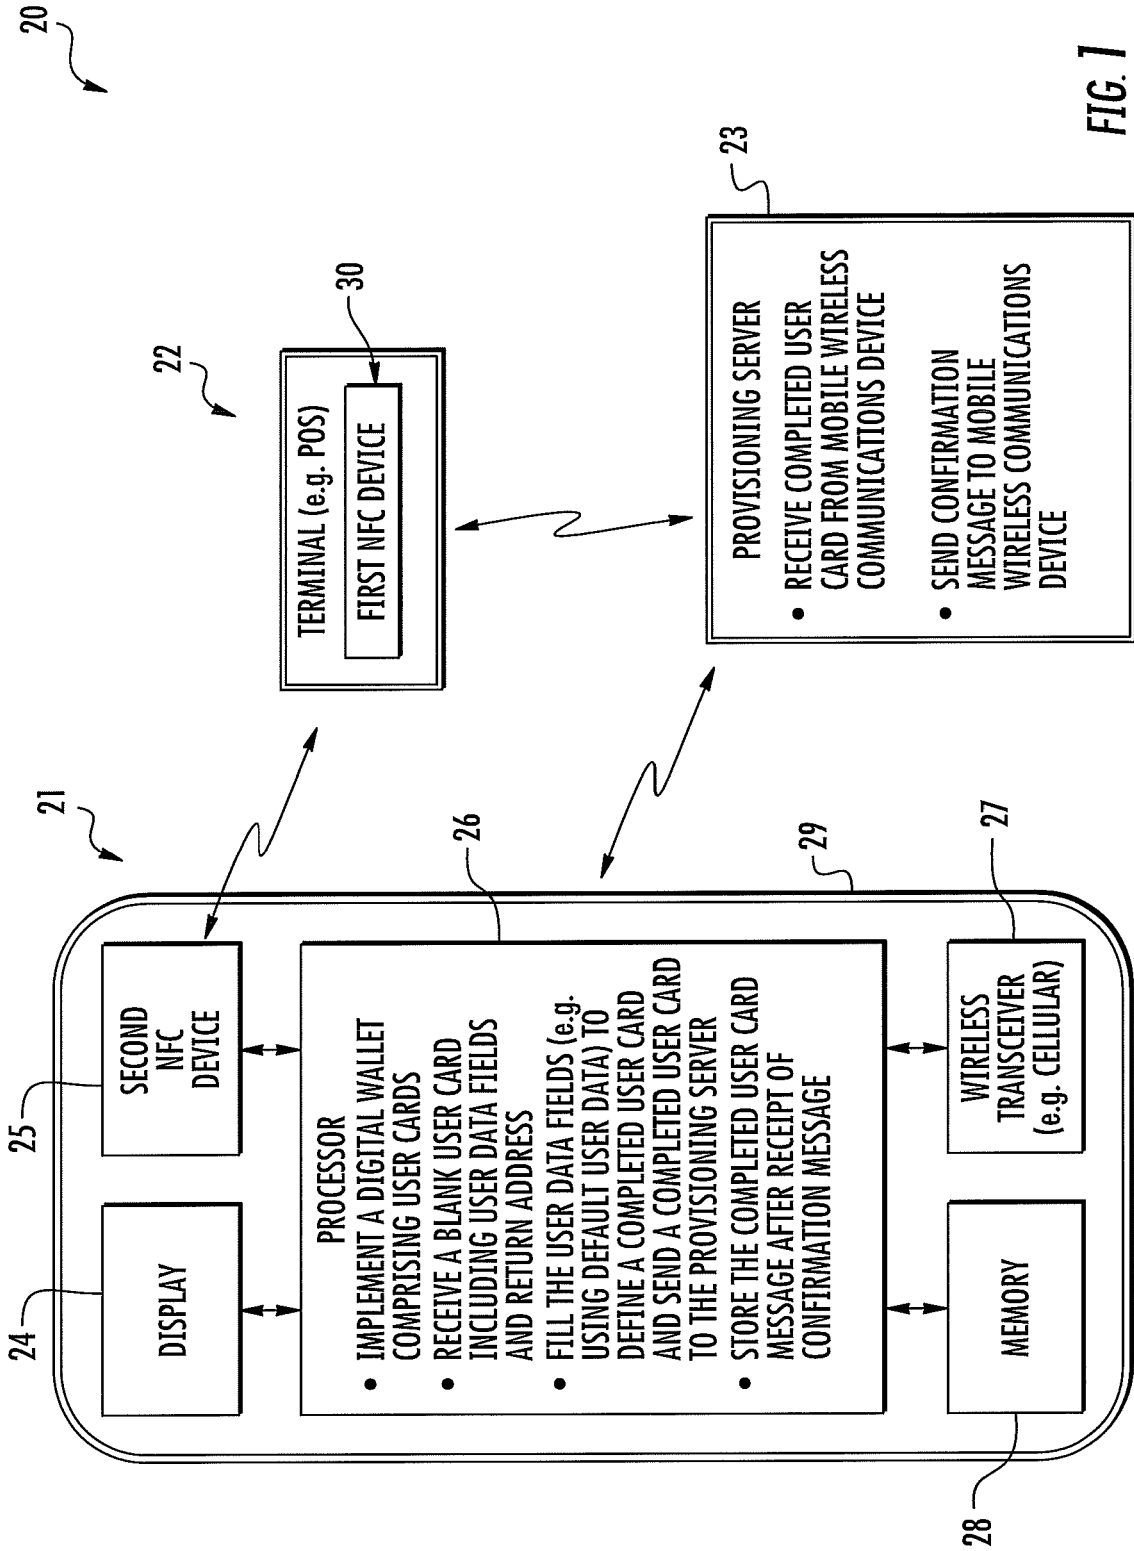 20
21
24
DISPLAY
25
SECOND
NFC
DEVICE
26
PROCESSOR
• IMPLEMENT A DIGITAL WALLET
COMPRISING USER CARDS
• RECEIVE A BLANK USER CARD
INCLUDING USER DATA FIELDS
AND RETURN ADDRESS
• FILL THE USER DATA FIELDS (e.g.
USING DEFAULT USER DATA) TO
DEFINE A COMPLETED USER CARD
AND SEND A COMPLETED USER CARD
TO THE PROVISIONING SERVER
• STORE THE COMPLETED USER CARD
MESSAGE AFTER RECEIPT OF
CONFIRMATION MESSAGE
29
28
MEMORY
27
WIRELESS
TRANSCEIVER
(e.g. CELLULAR)
22
TERMINAL (e.g. POS)
FIRST NFC DEVICE
30
23
PROVISIONING SERVER
• RECEIVE COMPLETED USER
CARD FROM MOBILE WIRELESS
COMMUNICATIONS DEVICE
• SEND CONFIRMATION
MESSAGE TO MOBILE
WIRELESS COMMUNICATIONS
DEVICE
FIG. 1